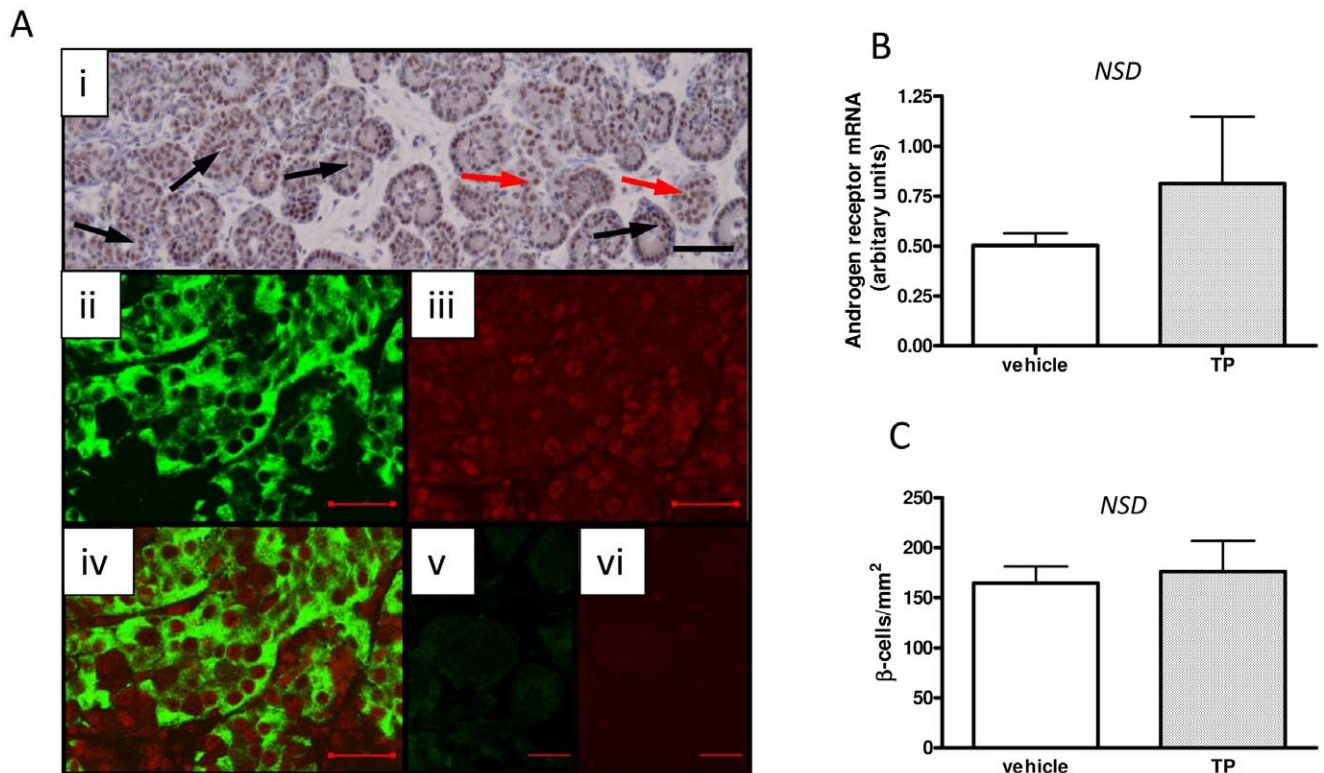 A
i
ii
iii
iv
v
vi
B
NSD
Androgen receptor mRNA
(arbitary units)
1.25
1.00
0.75
0.50
0.25
0.00
vehicle
TP
C
NSD
β-cells/mm²
250
200
150
100
50
0
vehicle
TP